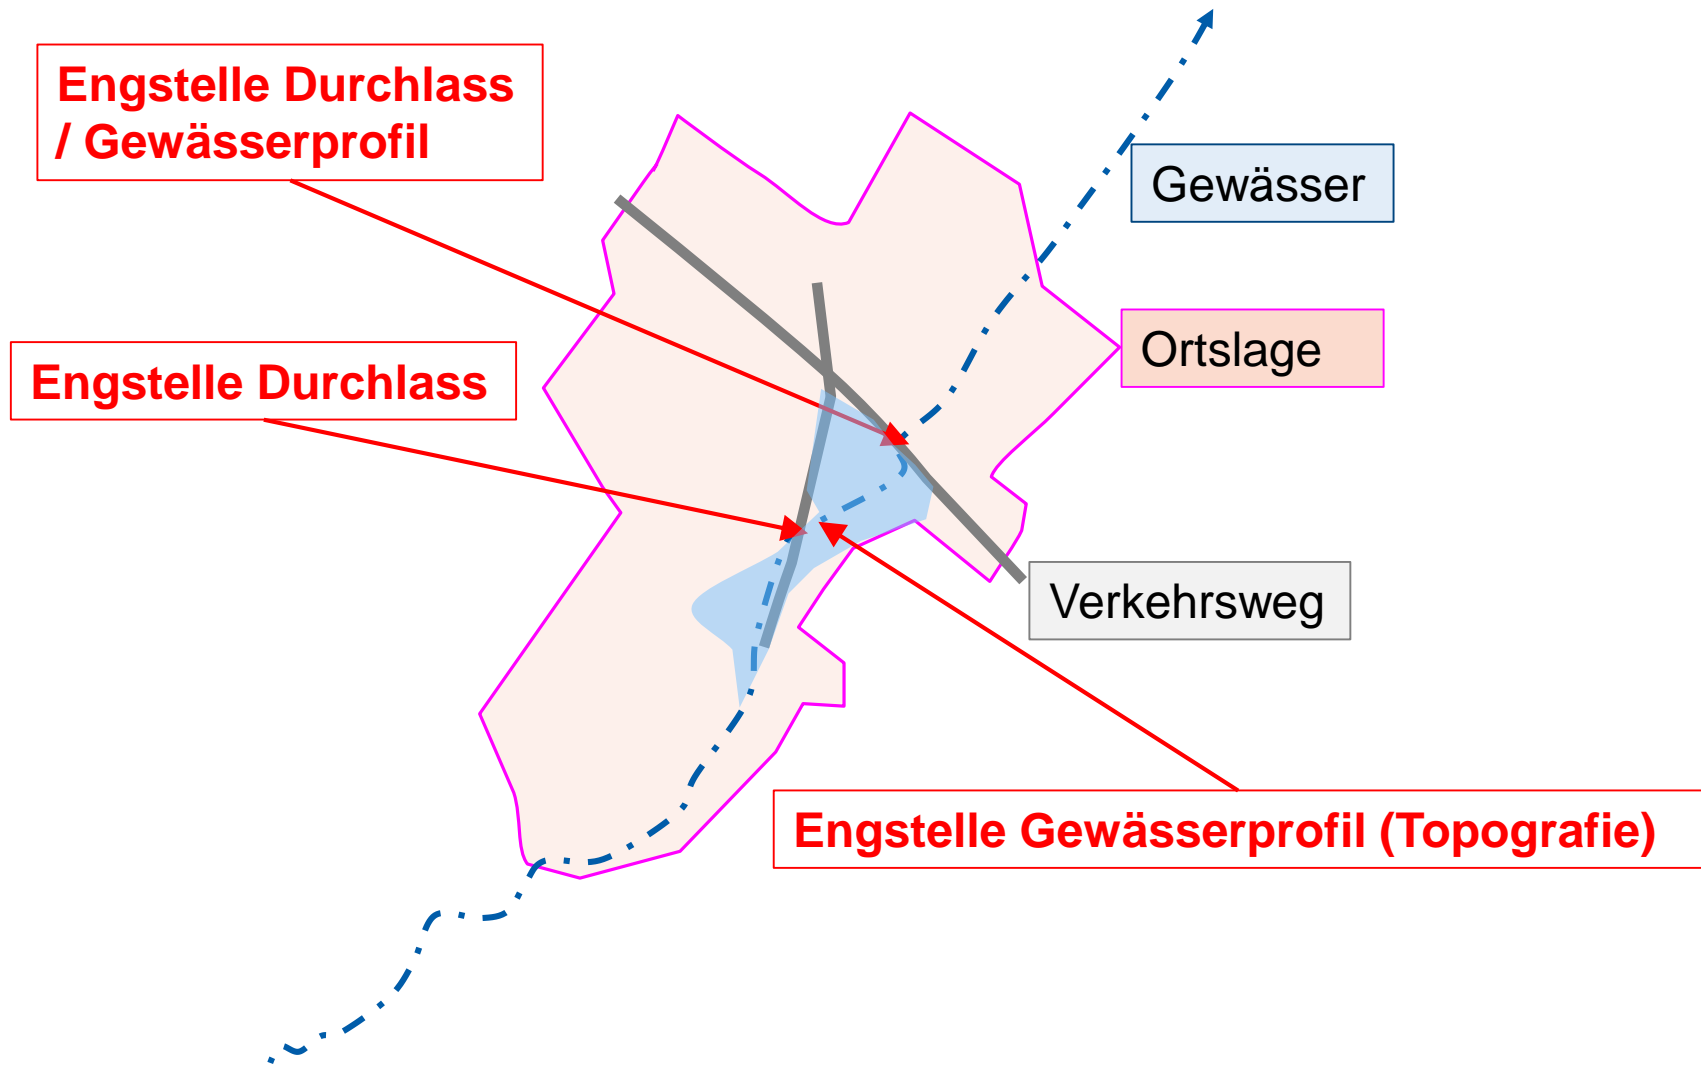 Engstelle Durchlass
/ Gewässerprofil
Gewässer
Ortslage
Engstelle Durchlass
Verkehrsweg
Engstelle Gewässerprofil (Topografie)